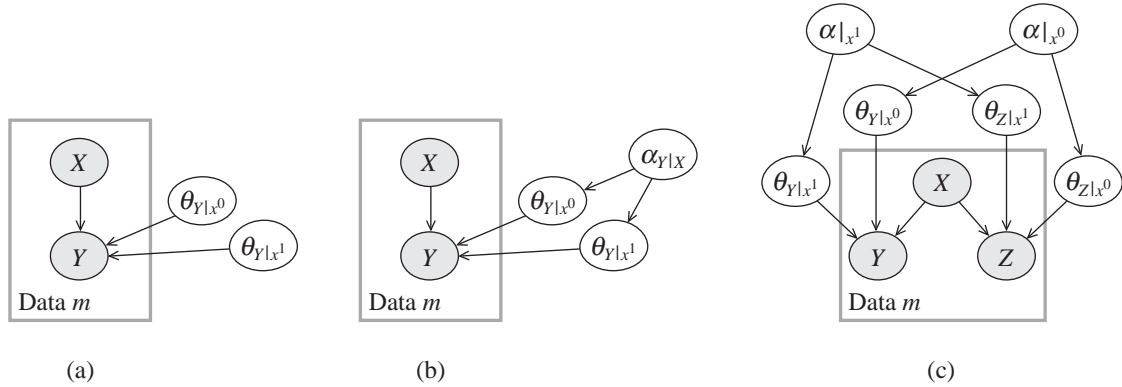 α|x¹ α|x⁰
θY|x⁰ θZ|x¹
X X αY|X
θY|x⁰ θY|x⁰ θY|x¹ X θZ|x⁰
θY|x¹ θY|x¹
Y Y Y Z
Data m Data m Data m
(a) (b) (c)